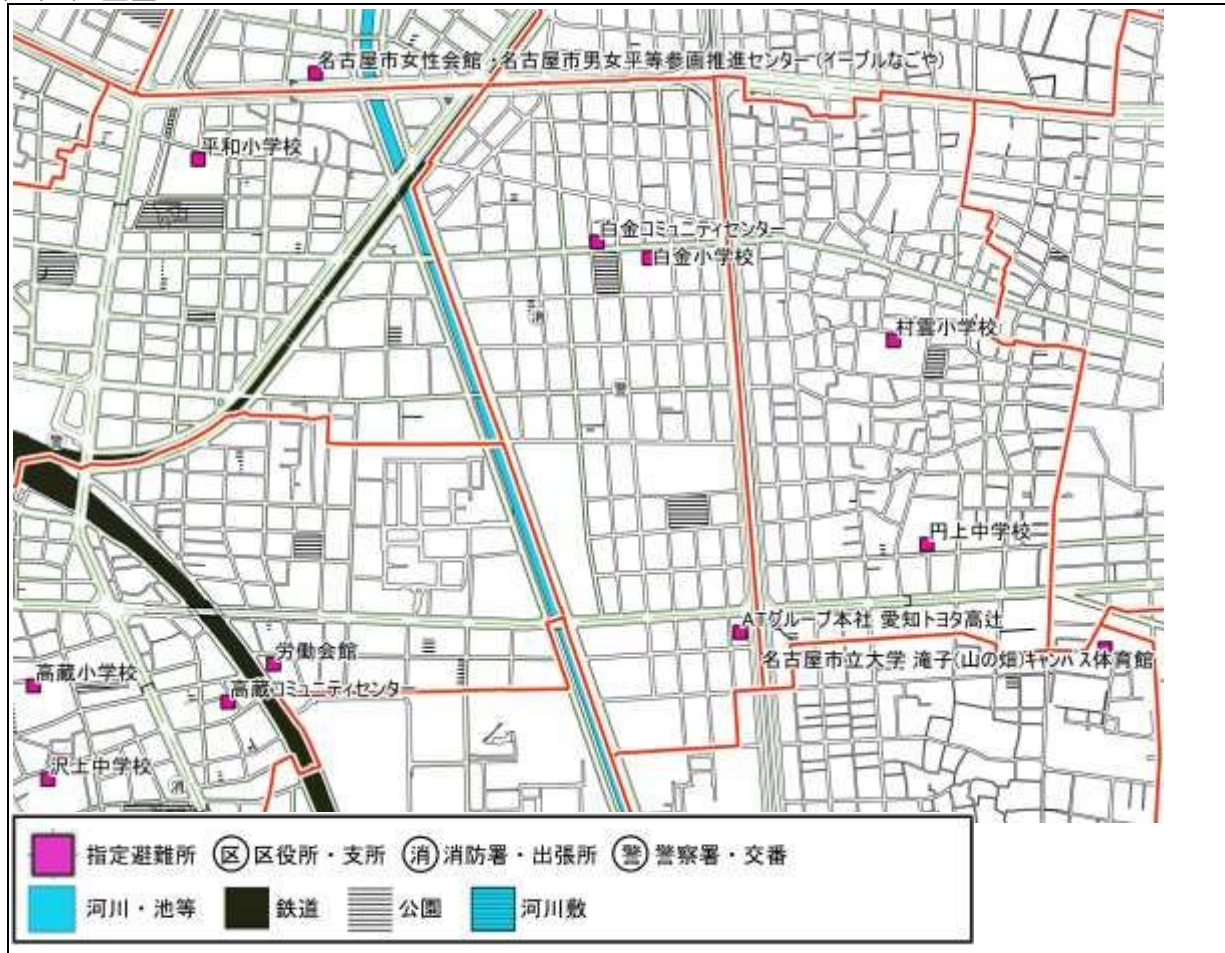 名古屋市女性会館・名古屋市男女平等参画推進センター(イーブルなごや)
平和小学校
白金コミュニティセンター
白金小学校
消
村雲小学校
警
警
円上中学校
ATグループ本社 愛知トヨタ高辻
労働会館
名古屋市立大学 滝子(山の畑)キャンパス体育館
高蔵小学校
高蔵コミュニティセンター
沢上中学校
消
指定避難所 区 区役所・支所 消 消防署・出張所 警 警察署・交番
河川・池等 鉄道 公園 河川敷